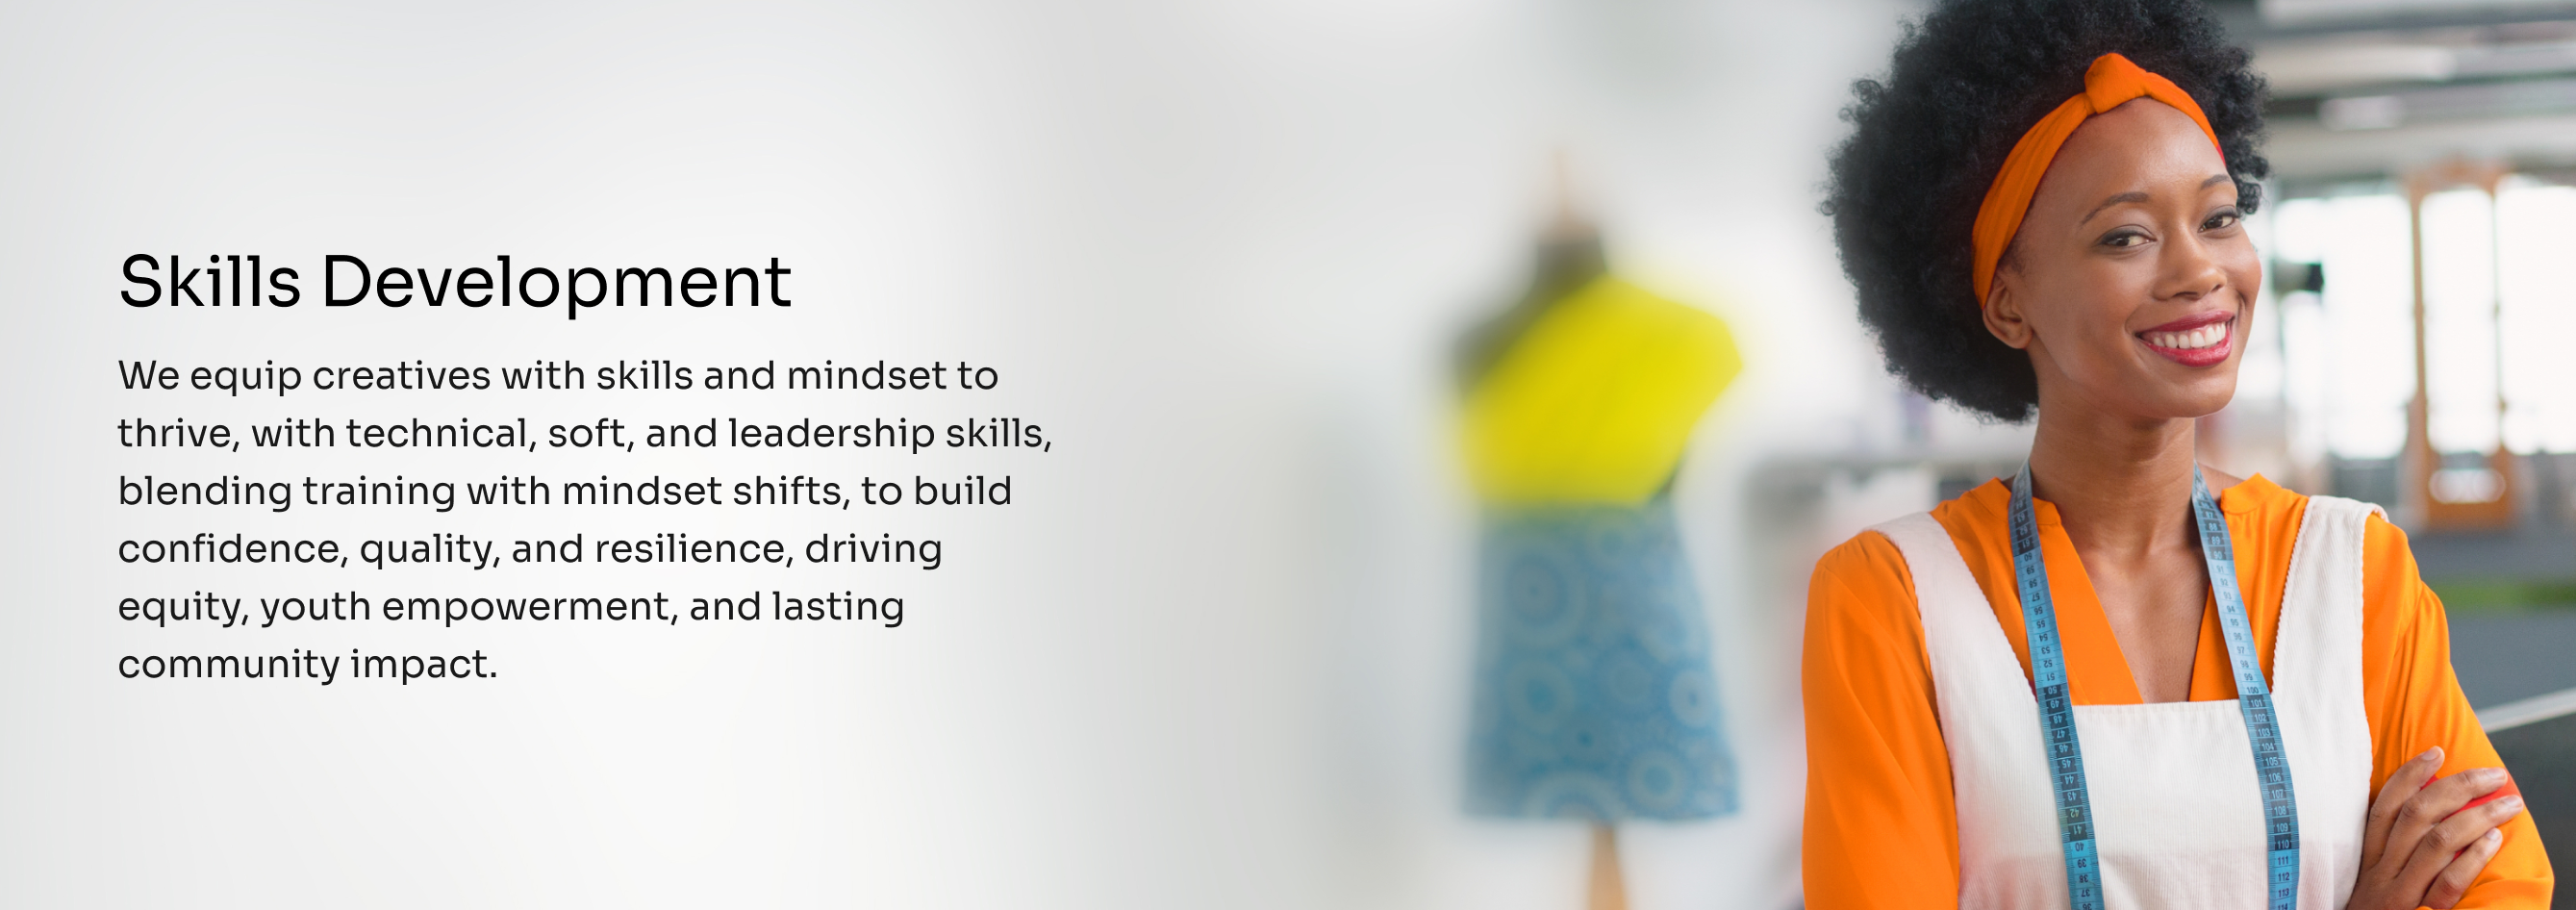 Skills Development
We equip creatives with skills and mindset to
thrive, with technical, soft, and leadership skills,
blending training with mindset shifts, to build
confidence, quality, and resilience, driving
equity, youth empowerment, and lasting
community impact.